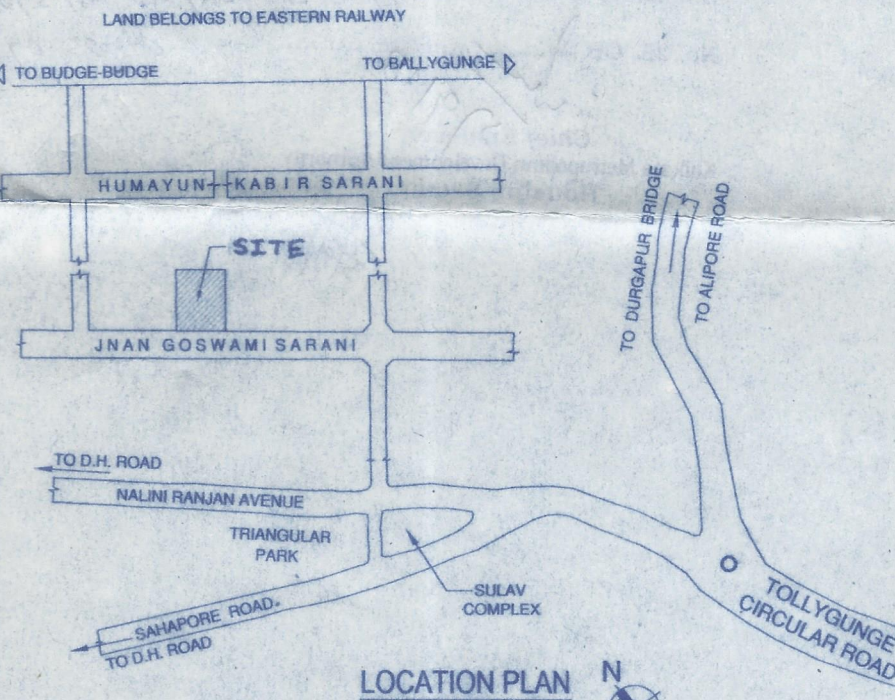 LAND BELONGS TO EASTERN RAILWAY
TO BUDGE-BUDGE
TO BALLYGUNGE
HUMAYUN KABIR SARANI
SITE
JNAN GOSWAMI SARANI
TO DURGAPUR BRIDGE
TO ALIPORE ROAD
TO D.H. ROAD
NALINI RANJAN AVENUE
TRIANGULAR
PARK
SULAV
COMPLEX
SAHAPORE ROAD.
TO D.H. ROAD
TOLLYGUNGE
CIRCULAR ROAD
LOCATION PLAN
N